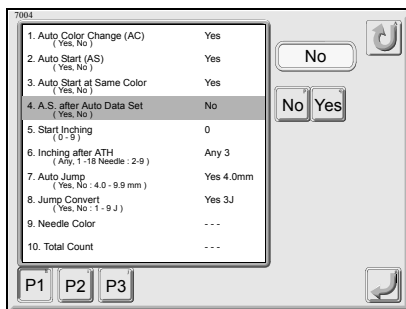 7004
1. Auto Color Change (AC) Yes
( Yes, No )
2. Auto Start (AS) Yes
( Yes, No )
3. Auto Start at Same Color Yes
( Yes, No )
4. A.S. after Auto Data Set No
( Yes, No )
5. Start Inching 0
( 0 - 9 )
6. Inching after ATH Any 3
( Any, 1 -18 Needle : 2-9 )
7. Auto Jump Yes 4.0mm
( Yes, No : 4.0 - 9.9 mm )
8. Jump Convert Yes 3J
( Yes, No : 1 - 9 J )
9. Needle Color - - -
10. Total Count - - -
No
No Yes
P1 P2 P3